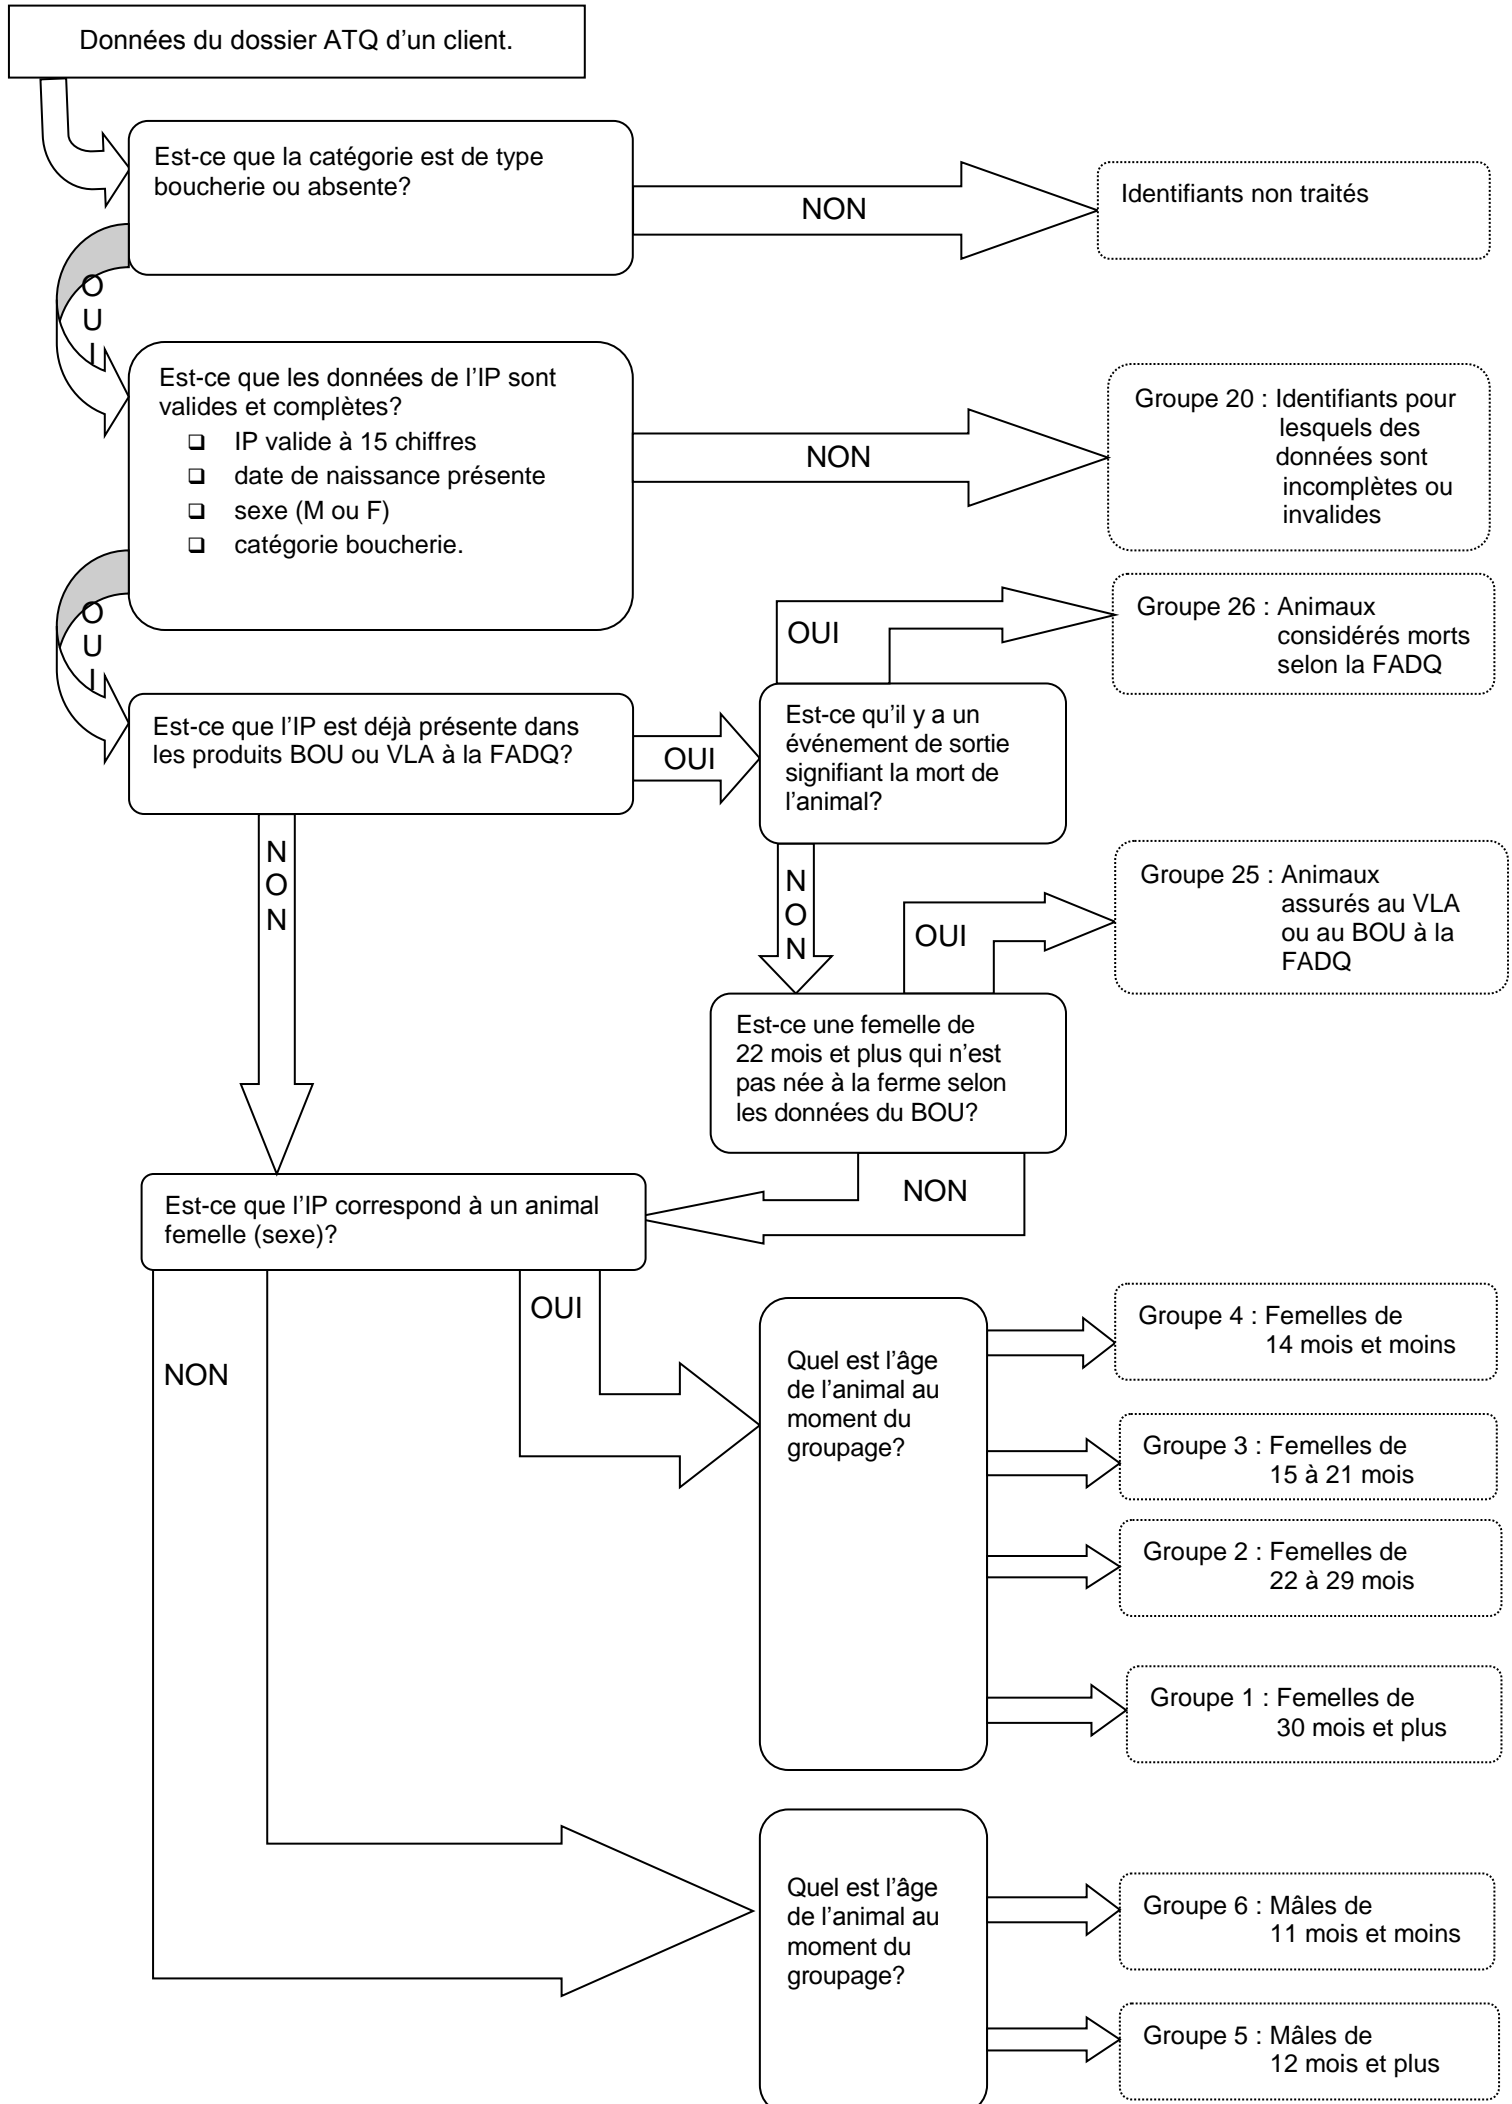 Données du dossier ATQ d’un client.
Est-ce que la catégorie est de type
boucherie ou absente?
NON
Identifiants non traités
O
U
I
Est-ce que les données de l’IP sont
valides et complètes?
❑ IP valide à 15 chiffres
❑ date de naissance présente
❑ sexe (M ou F)
❑ catégorie boucherie.
NON
Groupe 20 : Identifiants pour
lesquels des
données sont
incomplètes ou
invalides
O
U
I
Est-ce que l’IP est déjà présente dans
les produits BOU ou VLA à la FADQ?
OUI
Est-ce qu’il y a un
événement de sortie
signifiant la mort de
l’animal?
OUI
Groupe 26 : Animaux
considérés morts
selon la FADQ
N
O
N
N
O
N
Est-ce une femelle de
22 mois et plus qui n’est
pas née à la ferme selon
les données du BOU?
OUI
Groupe 25 : Animaux
assurés au VLA
ou au BOU à la
FADQ
NON
Est-ce que l’IP correspond à un animal
femelle (sexe)?
OUI
NON
Quel est l’âge
de l’animal au
moment du
groupage?
Groupe 4 : Femelles de
14 mois et moins
Groupe 3 : Femelles de
15 à 21 mois
Groupe 2 : Femelles de
22 à 29 mois
Groupe 1 : Femelles de
30 mois et plus
Quel est l’âge
de l’animal au
moment du
groupage?
Groupe 6 : Mâles de
11 mois et moins
Groupe 5 : Mâles de
12 mois et plus